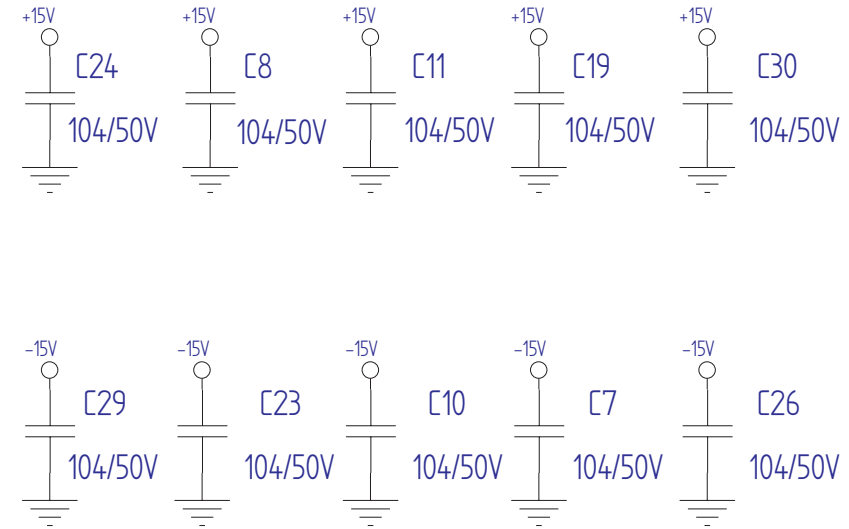 +15V +15V +15V +15V +15V
C24 C8 C11 C19 C30
104/50V 104/50V 104/50V 104/50V 104/50V
-15V -15V -15V -15V -15V
C29 C23 C10 C7 C26
104/50V 104/50V 104/50V 104/50V 104/50V